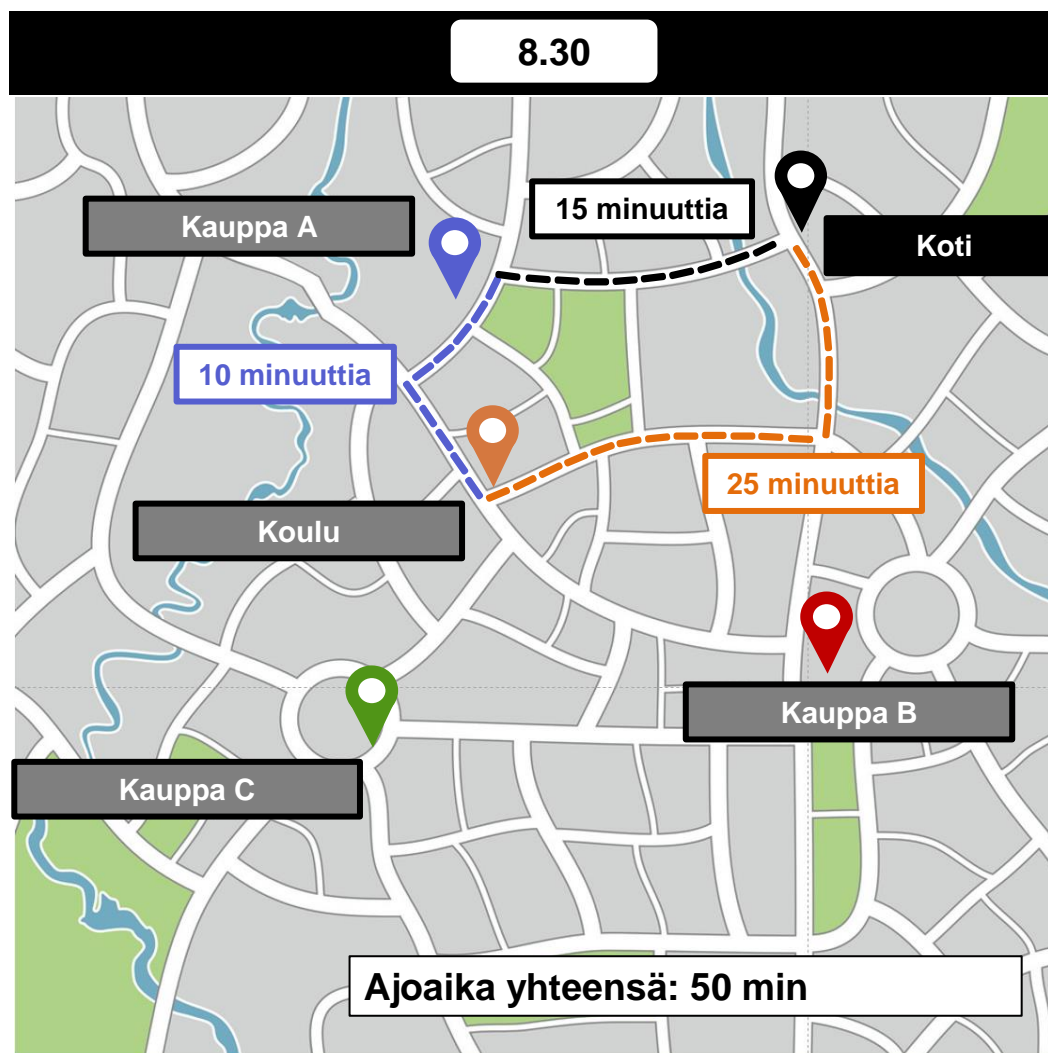 8.30
Kauppa A
15 minuuttia
Koti
10 minuuttia
25 minuuttia
Koulu
Kauppa B
Kauppa C
Ajoaika yhteensä: 50 min